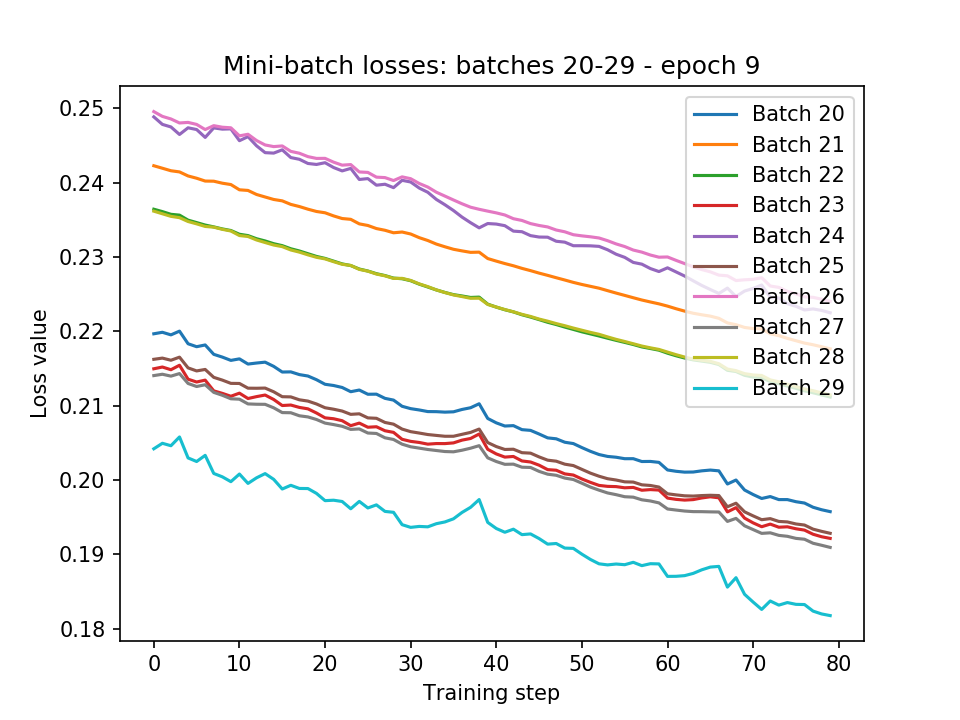 Mini-batch losses: batches 20-29 - epoch 9
0.25
0.24
0.23
0.22
0.21
0.20
0.19
0.18
Loss value
0
10
20
30
40
50
60
70
80
Training step
Batch 20
Batch 21
Batch 22
Batch 23
Batch 24
Batch 25
Batch 26
Batch 27
Batch 28
Batch 29